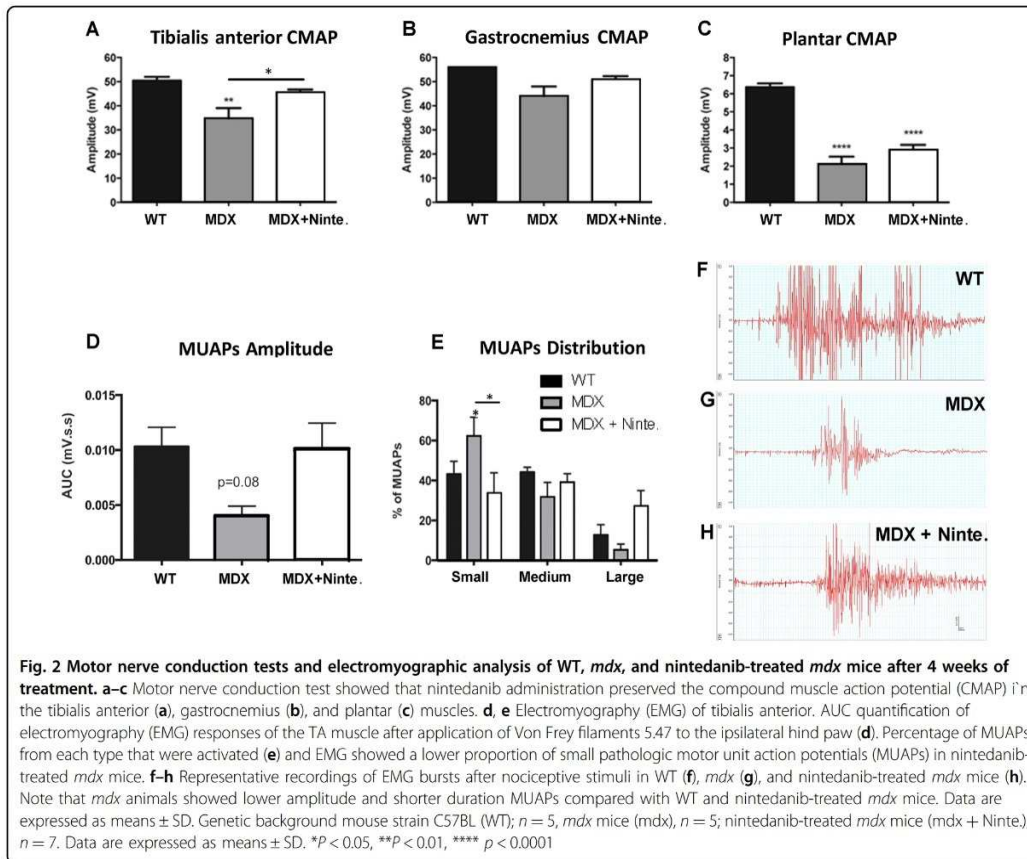 A
Tibialis anterior CMAP
Amplitude (mV)
60
50
40
30
20
10
0
**
*
WT
MDX
MDX+Ninte.
B
Gastrocnemius CMAP
Amplitude (mV)
60
50
40
30
20
10
0
WT
MDX
MDX+Ninte.
C
Plantar CMAP
Amplitude (mV)
8
7
6
5
4
3
2
1
0
****
****
WT
MDX
MDX+Ninte.
D
MUAPs Amplitude
AUC (mV.s.s)
0.015
0.010
0.005
0.000
p=0.08
WT
MDX
MDX+Ninte.
E
MUAPs Distribution
WT
MDX
MDX + Ninte.
% of MUAPs
80
60
40
20
0
*
*
Small
Medium
Large
F
WT
G
MDX
H
MDX + Ninte.
Fig. 2 Motor nerve conduction tests and electromyographic analysis of WT, mdx, and nintedanib-treated mdx mice after 4 weeks of
treatment. a–c Motor nerve conduction test showed that nintedanib administration preserved the compound muscle action potential (CMAP) i`n
the tibialis anterior (a), gastrocnemius (b), and plantar (c) muscles. d, e Electromyography (EMG) of tibialis anterior. AUC quantification of
electromyography (EMG) responses of the TA muscle after application of Von Frey filaments 5.47 to the ipsilateral hind paw (d). Percentage of MUAPs
from each type that were activated (e) and EMG showed a lower proportion of small pathologic motor unit action potentials (MUAPs) in nintedanib-
treated mdx mice. f–h Representative recordings of EMG bursts after nociceptive stimuli in WT (f), mdx (g), and nintedanib-treated mdx mice (h).
Note that mdx animals showed lower amplitude and shorter duration MUAPs compared with WT and nintedanib-treated mdx mice. Data are
expressed as means ± SD. Genetic background mouse strain C57BL (WT); n = 5, mdx mice (mdx), n = 5; nintedanib-treated mdx mice (mdx + Ninte.)
n = 7. Data are expressed as means ± SD. *P < 0.05, **P < 0.01, **** p < 0.0001